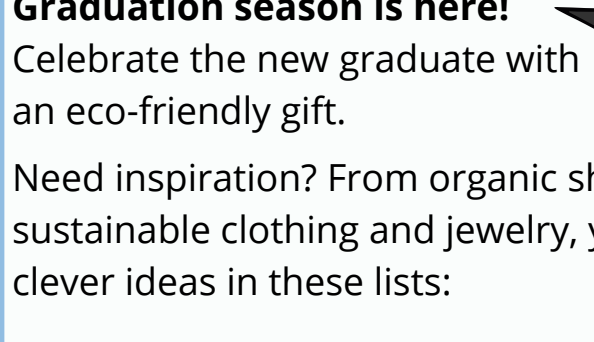 Graduation season is here!
Celebrate the new graduate with
an eco-friendly gift.
Need inspiration? From organic
sustainable clothing and jewelry,
clever ideas in these lists: